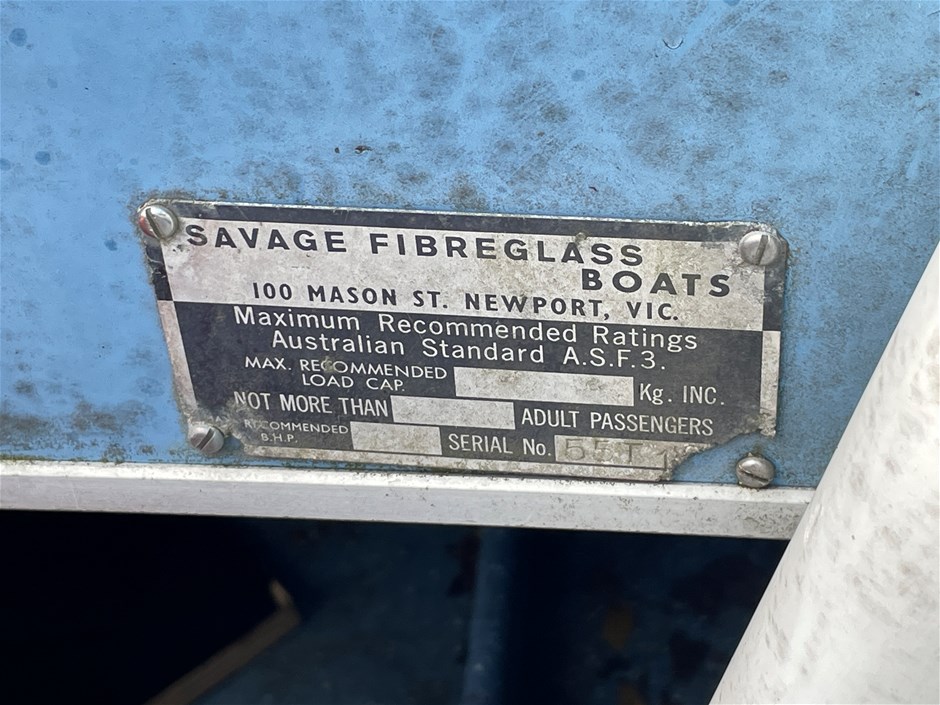 SAVAGE FIBREGLASS
BOATS
100 MASON ST. NEWPORT, VIC.
Maximum Recommended Ratings
Australian Standard A.S.F.3.
MAX. RECOMMENDED
LOAD CAP. Kg. INC.
NOT MORE THAN ADULT PASSENGERS
RECOMMENDED
B.H.P. SERIAL No.